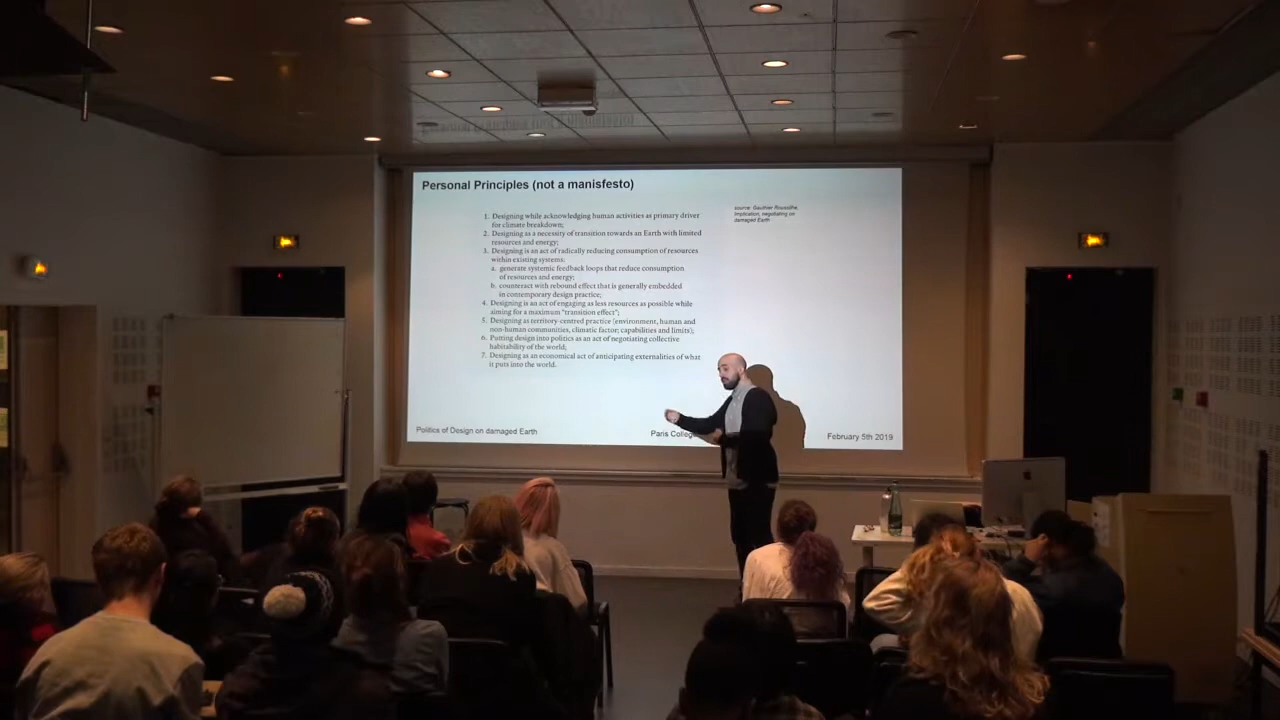 Personal Principles (not a manisfesto)
source: Gauthier Roussilhe,
Implication, negotiating on
damaged Earth
1. Designing while acknowledging human activities as primary driver
for climate breakdown;
2. Designing as a necessity of transition towards an Earth with limited
resources and energy;
3. Designing is an act of radically reducing consumption of resources
within existing systems:
a. generate systemic feedback loops that reduce consumption
of resources and energy;
b. counteract with rebound effect that is generally embedded
in contemporary design practice;
4. Designing is an act of engaging as less resources as possible while
aiming for a maximum "transition effect";
5. Designing as territory-centred practice (environment, human and
non-human communities, climatic factor; capabilities and limits);
6. Putting design into politics as an act of negotiating collective
habitability of the world;
7. Designing as an economical act of anticipating externalities of what
it puts into the world.
Politics of Design on damaged Earth
Paris College
February 5th 2019